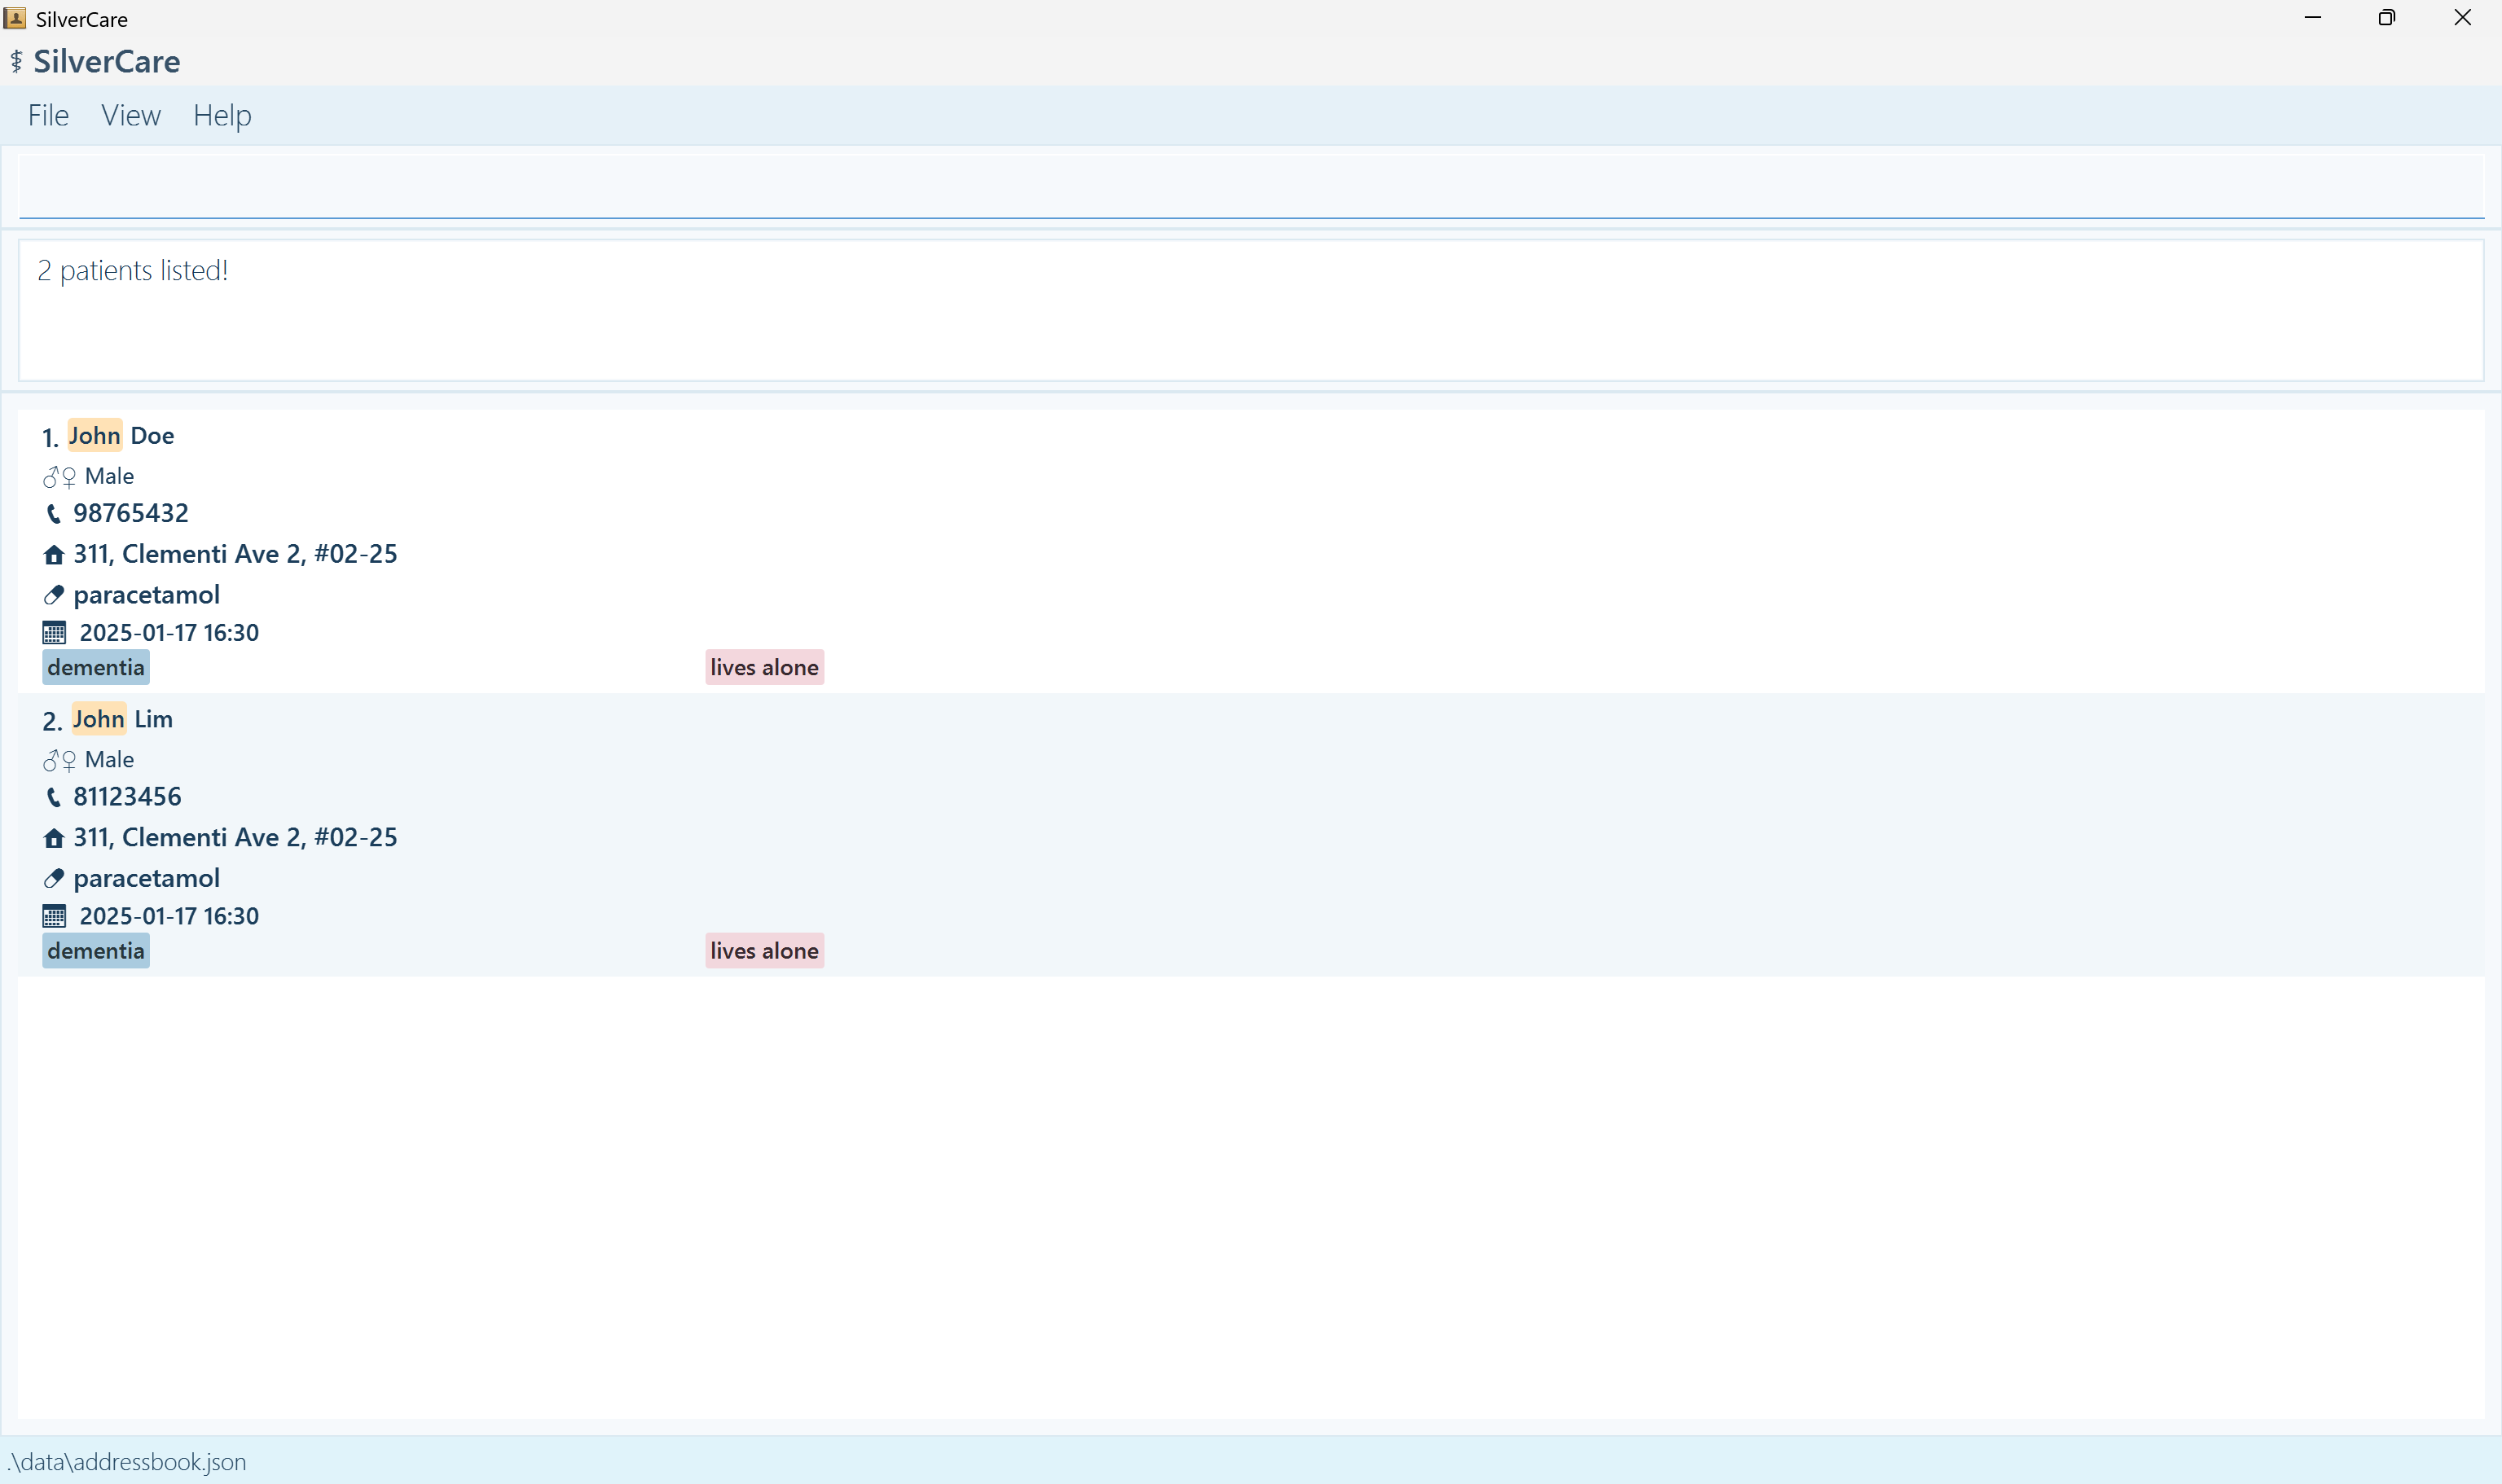 SilverCare
SilverCare
File View Help
2 patients listed!
1. John Doe
Male
98765432
311, Clementi Ave 2, #02-25
paracetamol
2025-01-17 16:30
dementia lives alone
2. John Lim
Male
81123456
311, Clementi Ave 2, #02-25
paracetamol
2025-01-17 16:30
dementia lives alone
.\data\addressbook.json